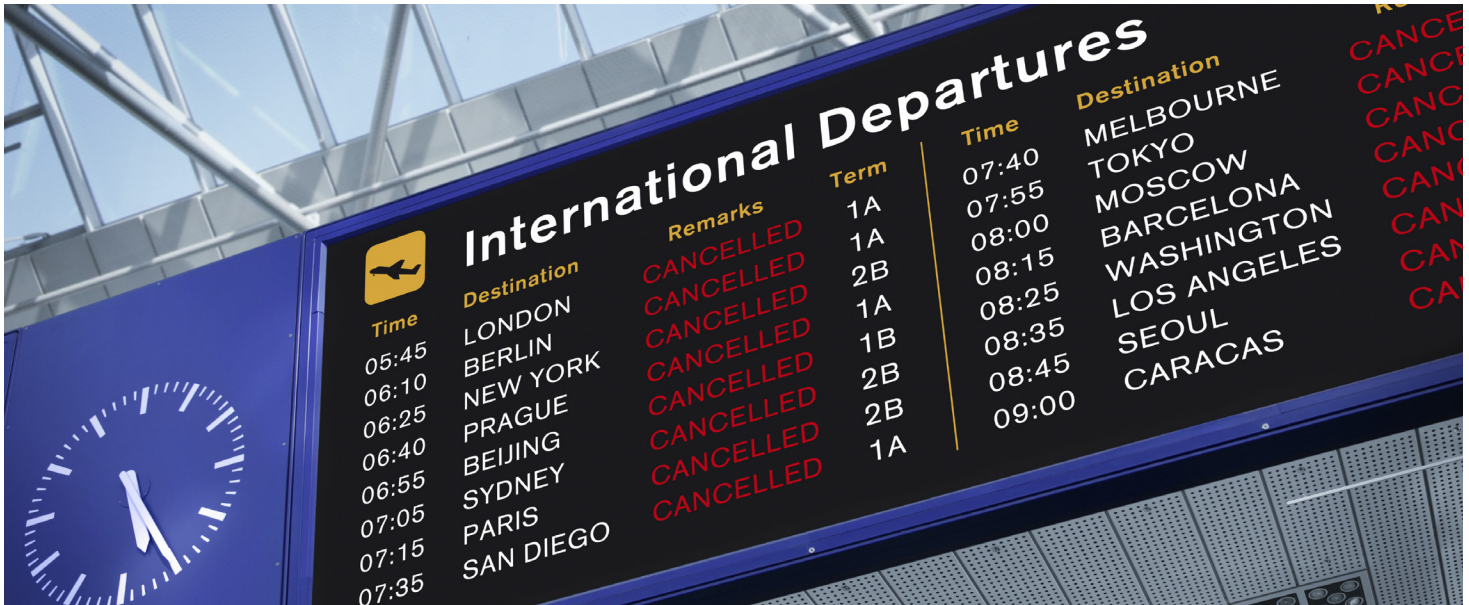 International Departures
Time Destination Remarks Term
05:45 LONDON CANCELLED 1A
06:10 BERLIN CANCELLED 1A
06:25 NEW YORK CANCELLED 2B
06:40 PRAGUE CANCELLED 1A
06:55 BEIJING CANCELLED 1B
07:05 SYDNEY CANCELLED 2B
07:15 PARIS CANCELLED 2B
07:35 SAN DIEGO CANCELLED 1A
Time Destination
07:40 MELBOURNE
07:55 TOKYO
08:00 MOSCOW
08:15 BARCELONA
08:25 WASHINGTON
08:35 LOS ANGELES
08:45 SEOUL
09:00 CARACAS